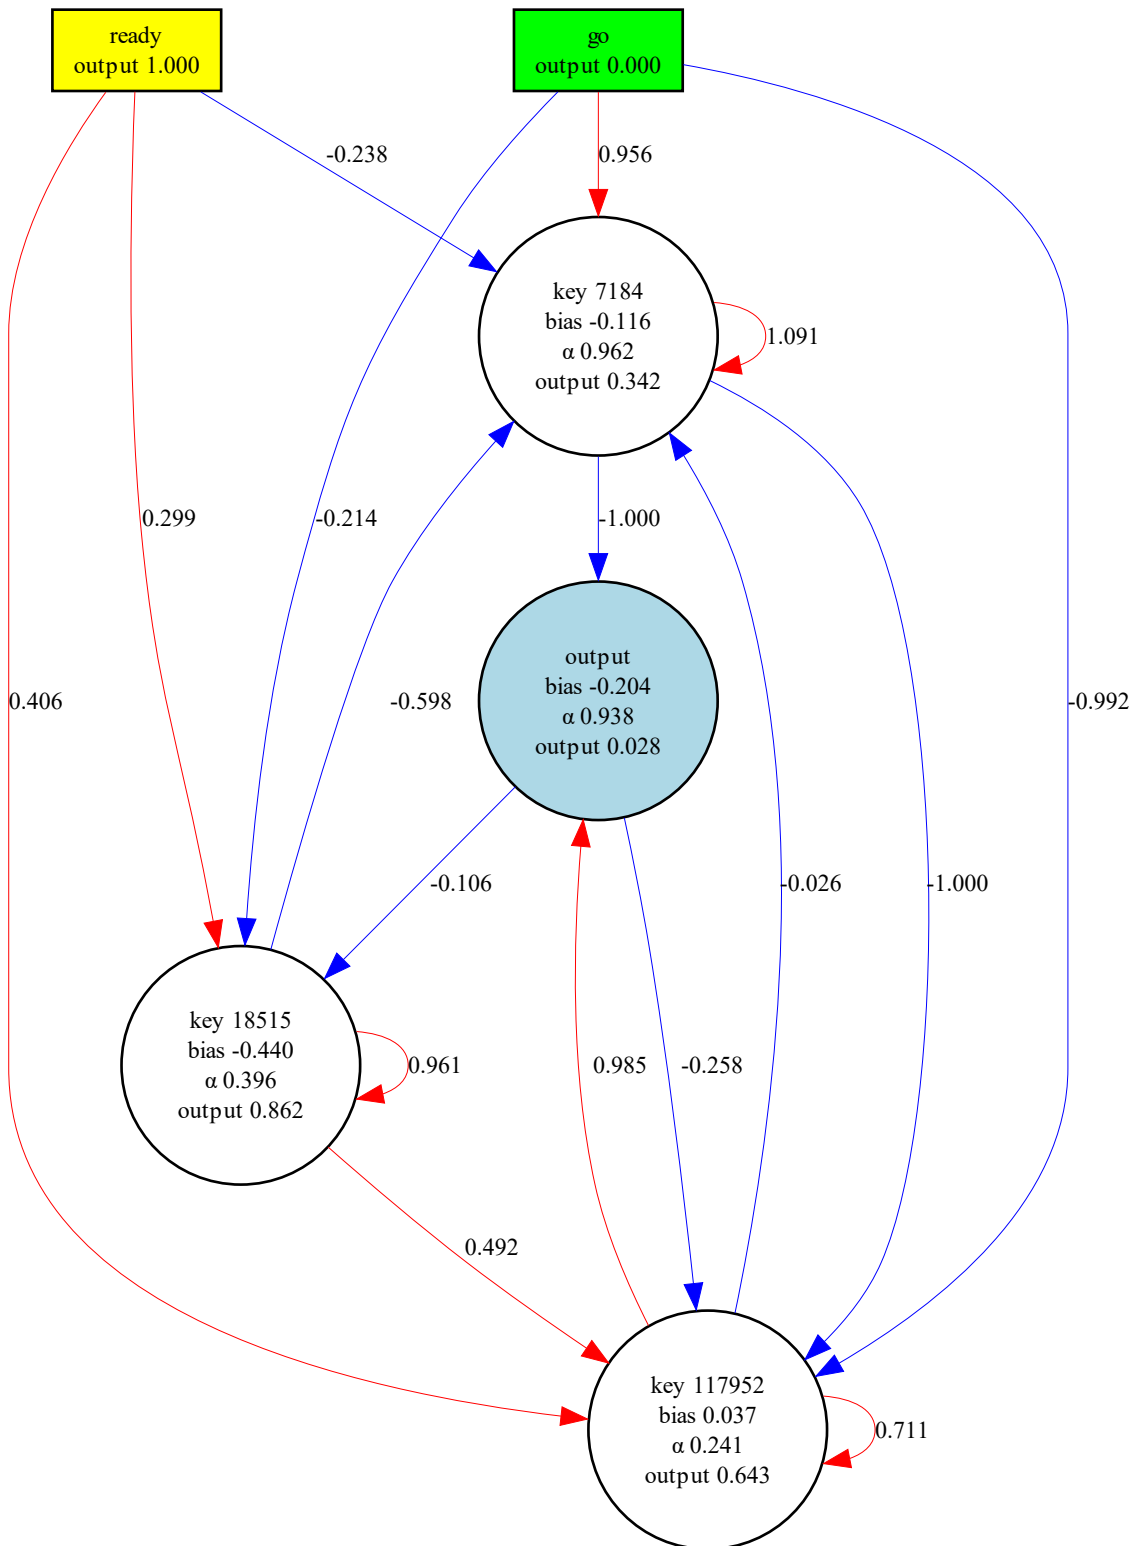 ready
output 1.000
go
output 0.000
-0.238
0.956
key 7184
bias -0.116
α 0.962
output 0.342
1.091
0.299
-0.214
-1.000
output
bias -0.204
α 0.938
output 0.028
0.406
-0.598
-0.992
-0.106
-0.026
-1.000
key 18515
bias -0.440
α 0.396
output 0.862
0.961
0.985
-0.258
0.492
key 117952
bias 0.037
α 0.241
output 0.643
0.711